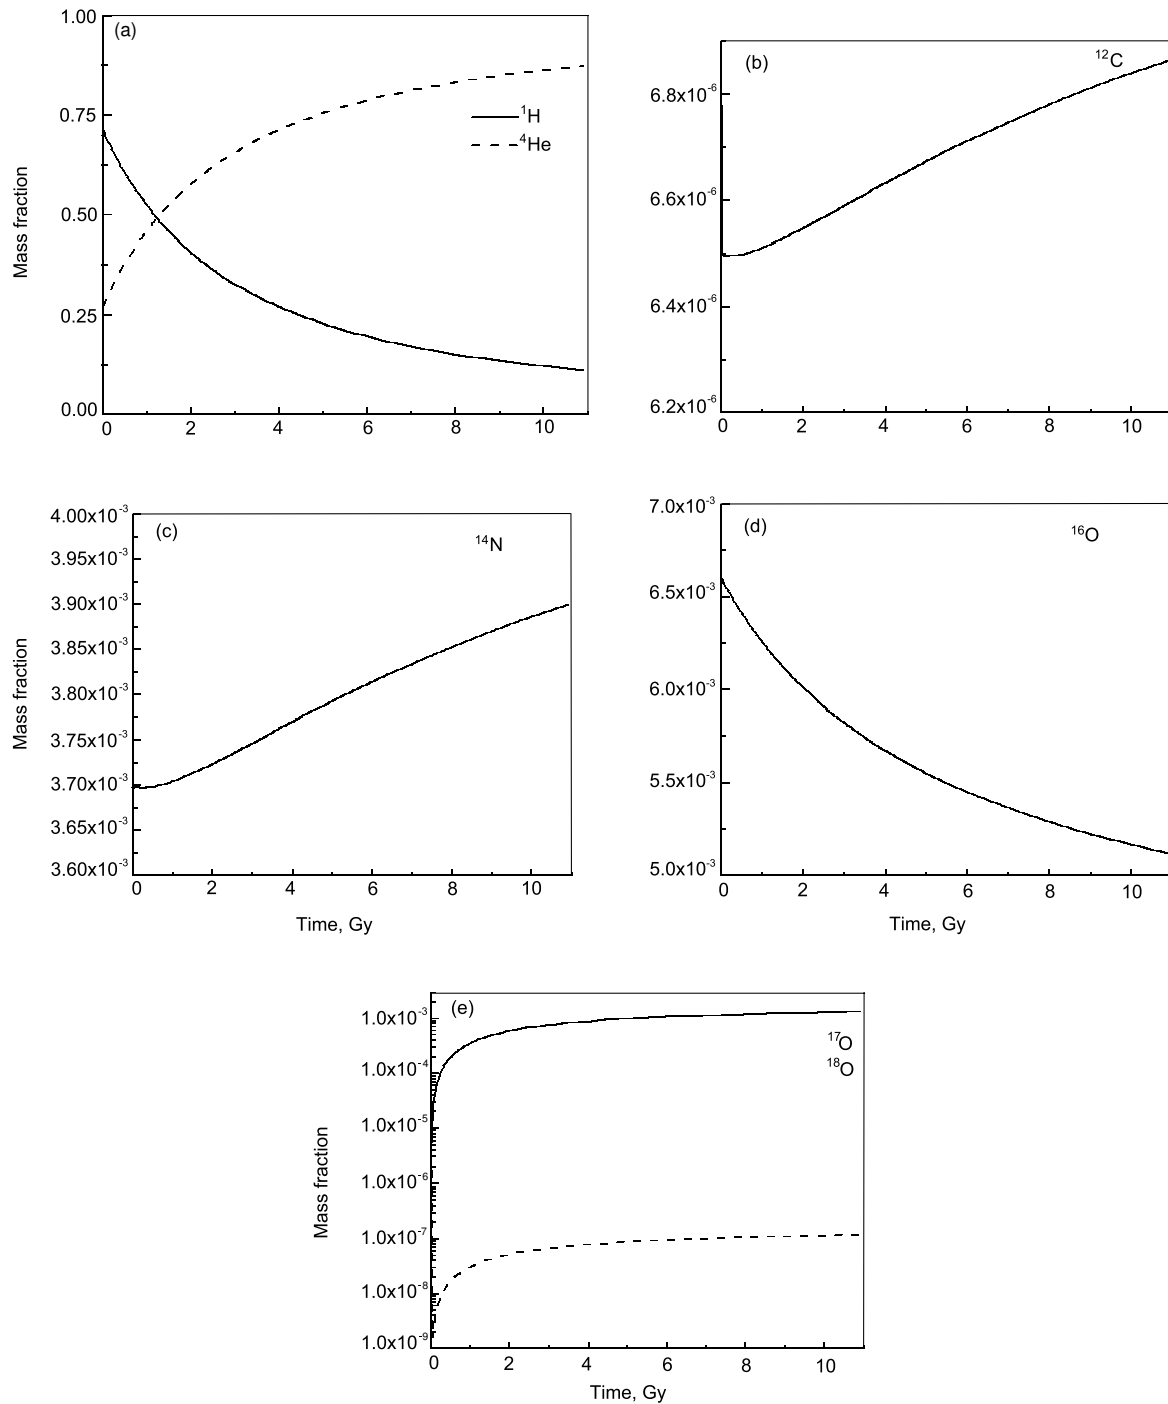 (a)
1.00
0.75
0.50
0.25
0.00
Mass fraction
¹H
⁴He
0 2 4 6 8 10
(b)
¹²C
6.8x10⁻⁶
6.6x10⁻⁶
6.4x10⁻⁶
6.2x10⁻⁶
0 2 4 6 8 10
(c)
¹⁴N
4.00x10⁻³
3.95x10⁻³
3.90x10⁻³
3.85x10⁻³
3.80x10⁻³
3.75x10⁻³
3.70x10⁻³
3.65x10⁻³
3.60x10⁻³
Mass fraction
0 2 4 6 8 10
Time, Gy
(d)
¹⁶O
7.0x10⁻³
6.5x10⁻³
6.0x10⁻³
5.5x10⁻³
5.0x10⁻³
0 2 4 6 8 10
Time, Gy
(e)
¹⁷O
¹⁸O
1.0x10⁻³
1.0x10⁻⁴
1.0x10⁻⁵
1.0x10⁻⁶
1.0x10⁻⁷
1.0x10⁻⁸
1.0x10⁻⁹
Mass fraction
0 2 4 6 8 10
Time, Gy